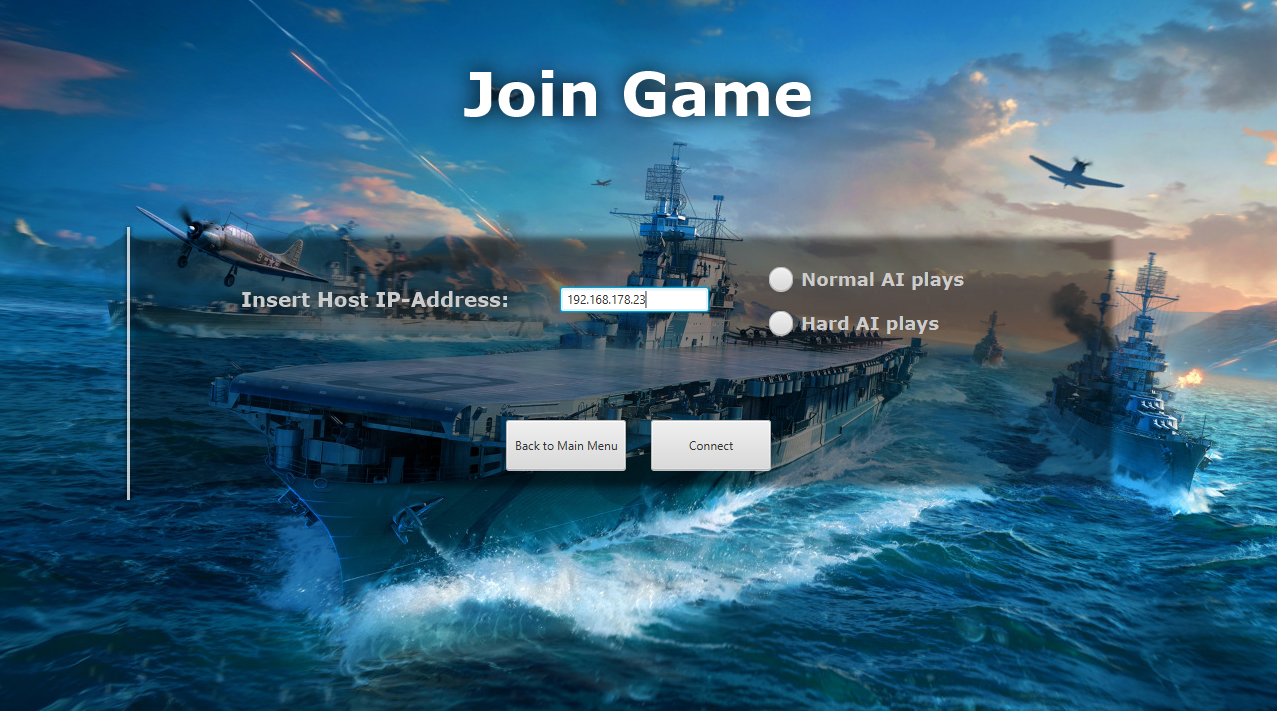 Join Game
Insert Host IP-Address:
192.168.178.23
Normal AI plays
Hard AI plays
Back to Main Menu
Connect